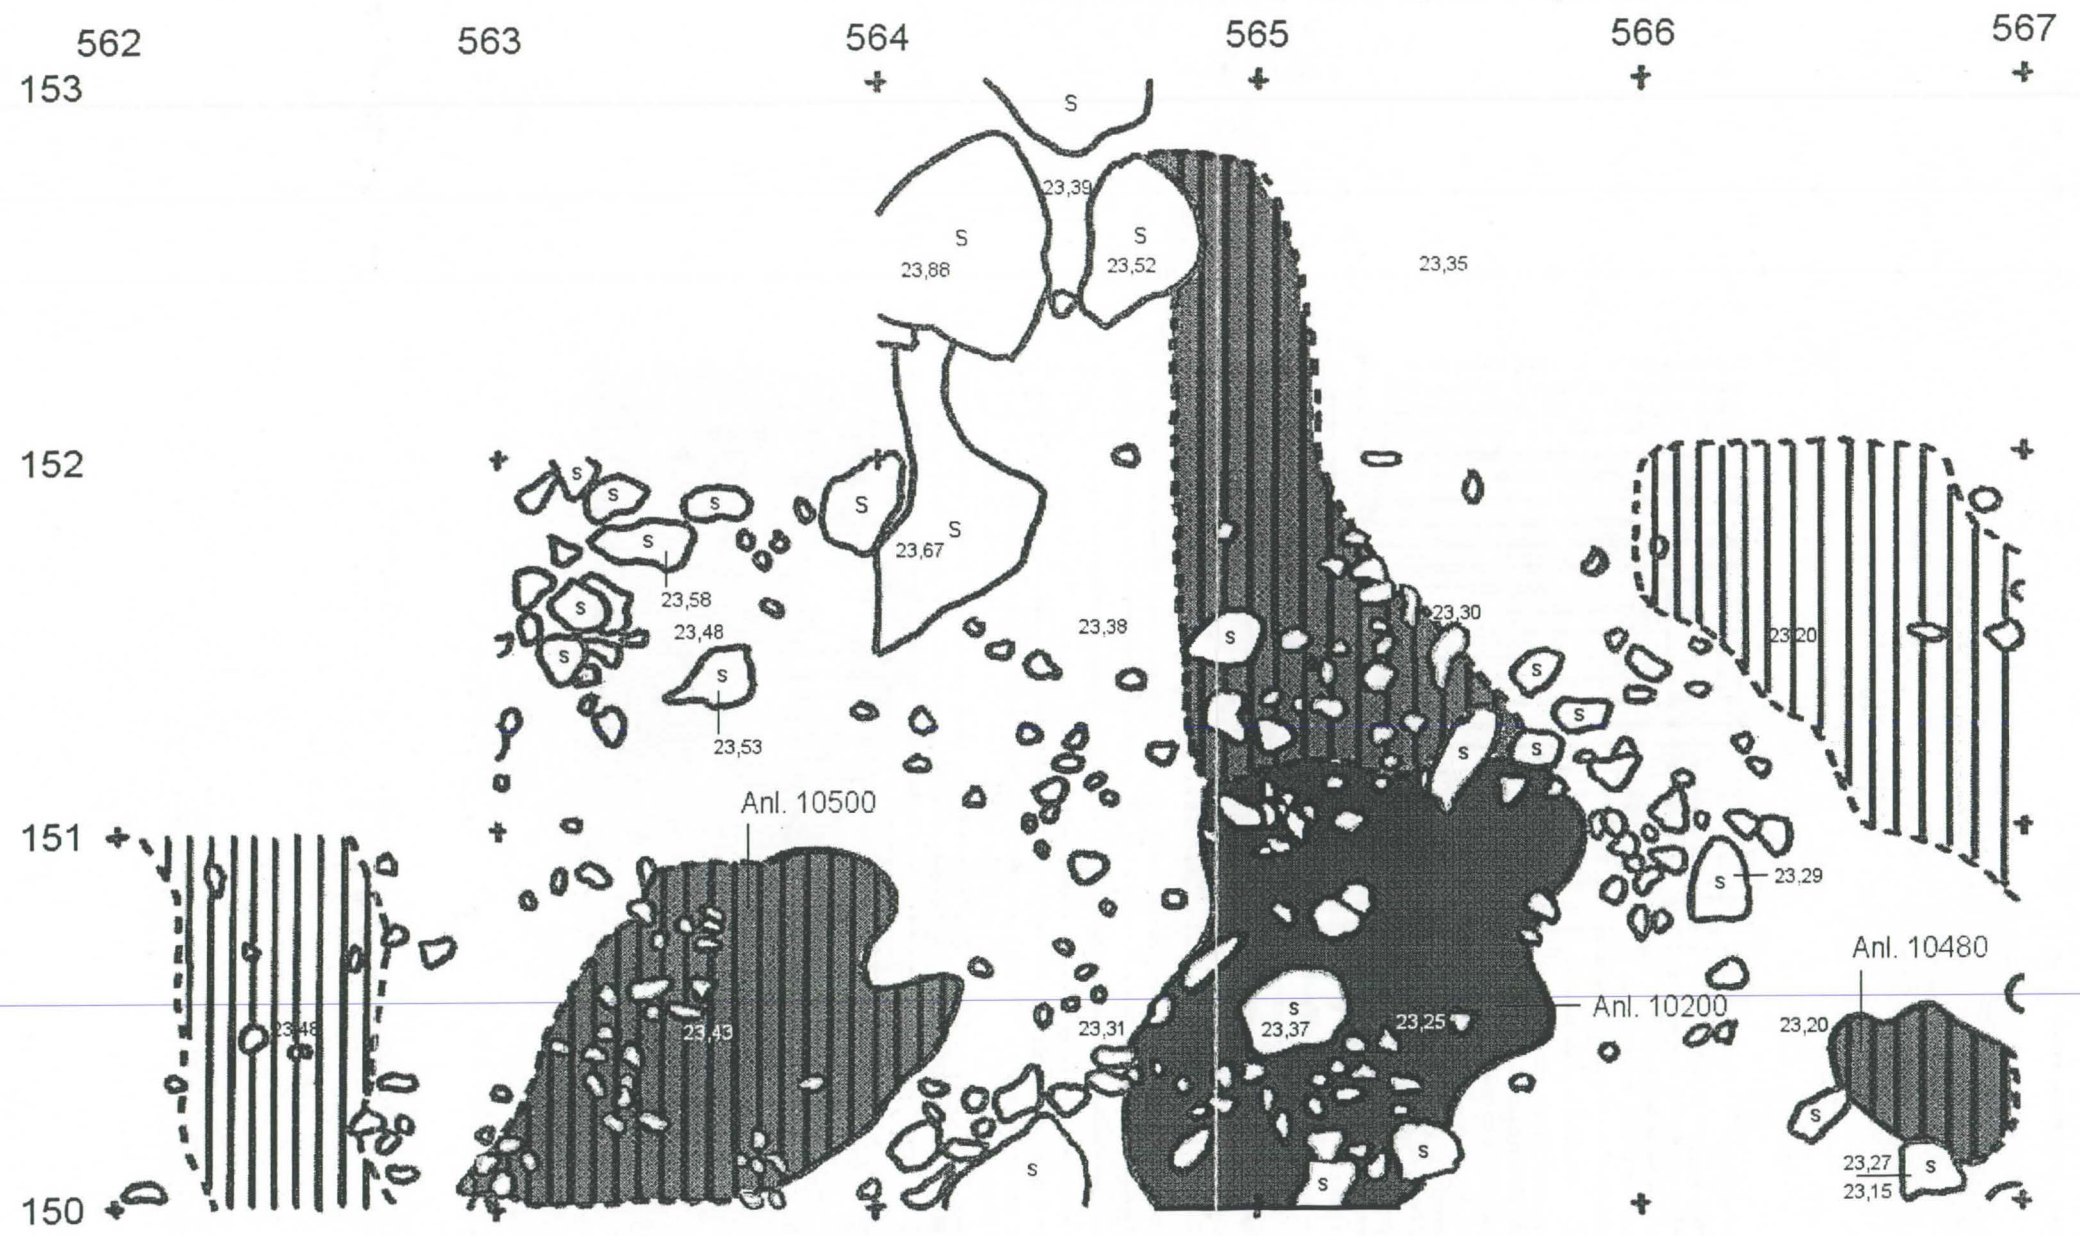 562 563 564 565 566 567
153
S
23,39
S S
23,88 23,52 23,35
152
S
S S S
S S
23,67
23,58
S 23,30
23,48 23,38 S 23,20
S
S S
S
23,53 S S
Anl. 10500
151
S 23,29
Anl. 10480
S Anl. 10200
23,48 23,43 23,31 23,37 23,25 23,20
S
S
S S
23,27
S
23,15
150